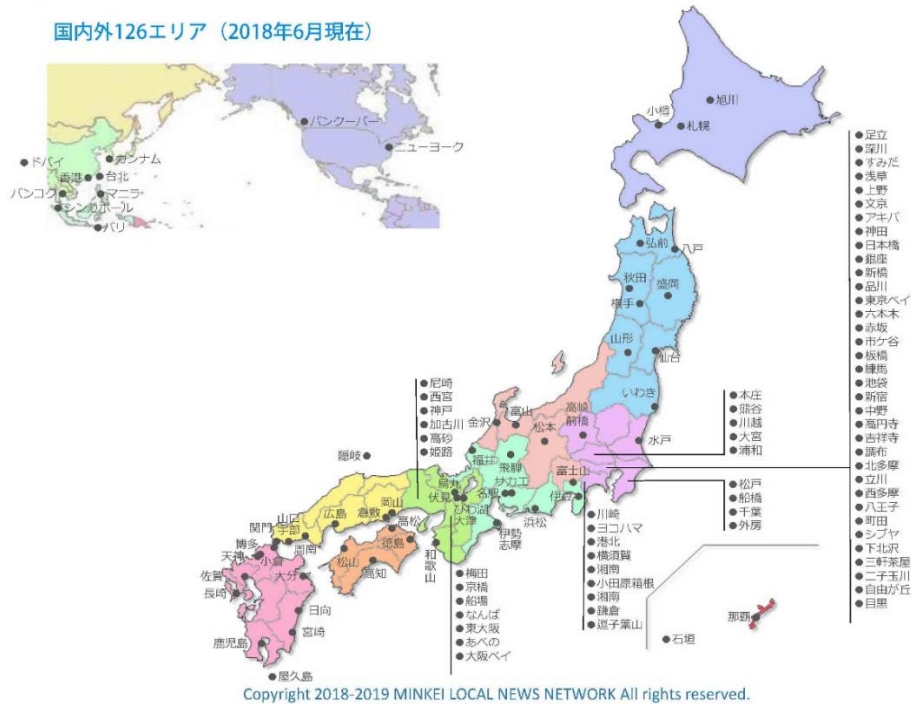 国内外126エリア（2018年6月現在）
バンクーバー
ニューヨーク
ドバイ
カンナム
香港
台北
バンコク
マニラ
シンガポール
バリ
旭川
小樽
札幌
弘前
八戸
秋田
盛岡
横手
山形
仙台
いわき
足立
深川
すみだ
浅草
上野
文京
アキバ
神田
日本橋
銀座
新橋
品川
東京ベイ
六本木
赤坂
市ケ谷
板橋
練馬
池袋
新宿
中野
高円寺
吉祥寺
調布
北多摩
立川
西多摩
八王子
町田
シブヤ
下北沢
三軒茶屋
二子玉川
自由が丘
目黒
尼崎
西宮
神戸
加古川
高砂
姫路
本庄
熊谷
川越
大宮
浦和
金沢
富山
松本
高崎
前橋
水戸
隠岐
福井
飛騨
富士山
烏丸
伏見
名駅
サカエ
伊豆
びわ湖
大津
浜松
伊勢
志摩
松戸
船橋
千葉
外房
川崎
ヨコハマ
港北
横須賀
湘南
小田原箱根
湘南
鎌倉
逗子葉山
岡山
倉敷
広島
山口
宇部
周南
関門
高松
徳島
松山
高知
和歌山
博多
天神
小倉
佐賀
大分
長崎
日向
宮崎
鹿児島
屋久島
梅田
京橋
船場
なんば
東大阪
あべの
大阪ベイ
那覇
石垣
Copyright 2018-2019 MINKEI LOCAL NEWS NETWORK All rights reserved.